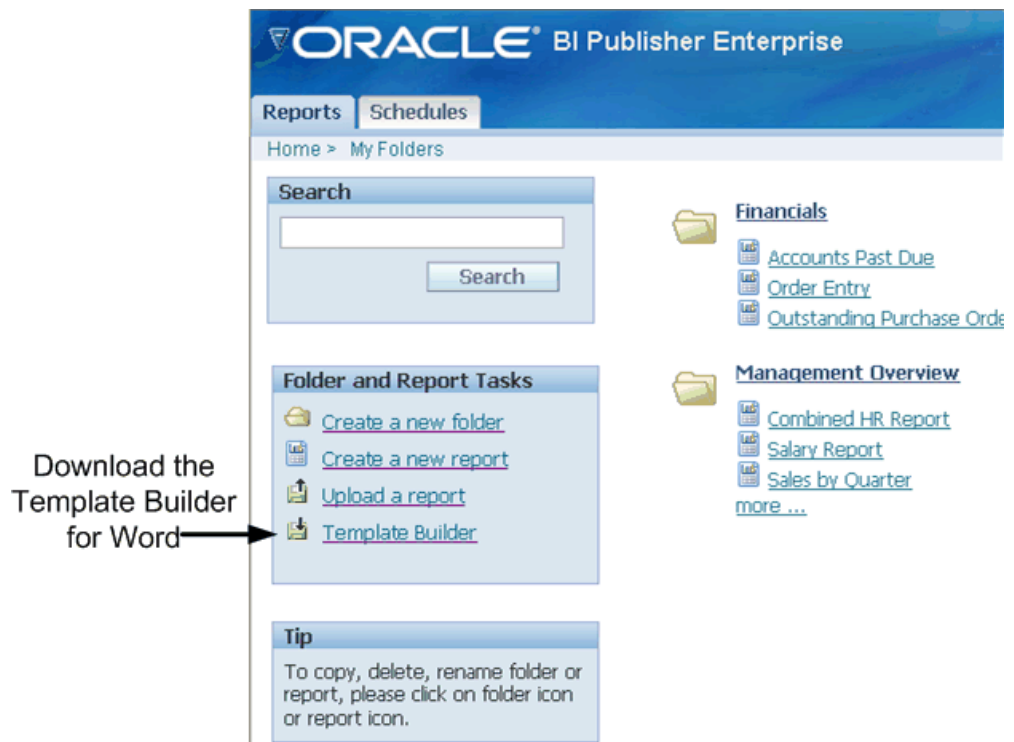 ORACLE® BI Publisher Enterprise
Reports Schedules
Home > My Folders
Search
Search
Folder and Report Tasks
Create a new folder
Create a new report
Upload a report
Template Builder
Download the
Template Builder
for Word
Tip
To copy, delete, rename folder or
report, please click on folder icon
or report icon.
Financials
Accounts Past Due
Order Entry
Outstanding Purchase Orde
Management Overview
Combined HR Report
Salary Report
Sales by Quarter
more ...